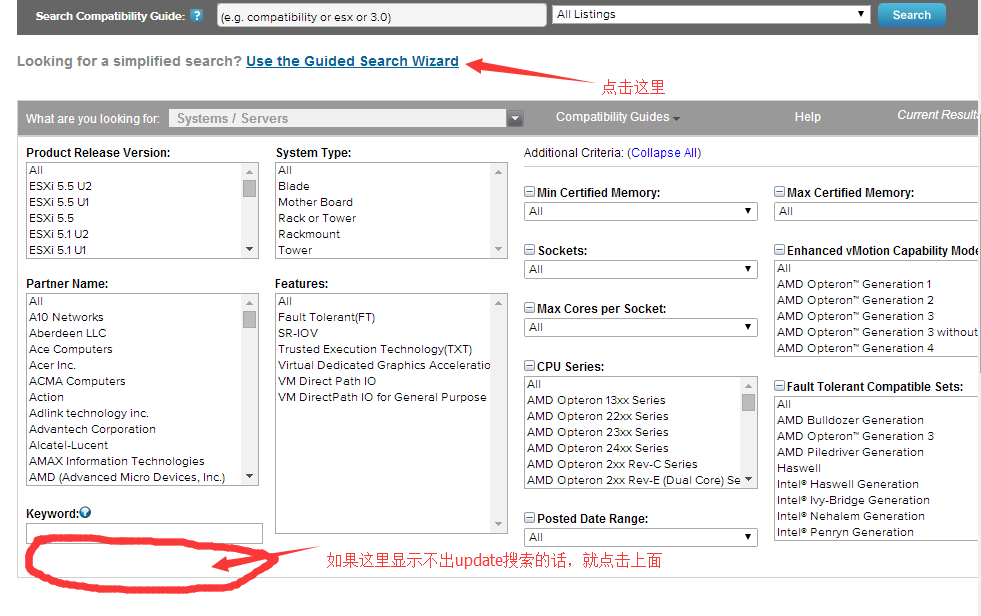 Search Compatibility Guide: ? (e.g. compatibility or esx or 3.0) All Listings Search
Looking for a simplified search? Use the Guided Search Wizard
点击这里
What are you looking for: Systems / Servers Compatibility Guides Help Current Results
Product Release Version:
All
ESXi 5.5 U2
ESXi 5.5 U1
ESXi 5.5
ESXi 5.1 U2
ESXi 5.1 U1
System Type:
All
Blade
Mother Board
Rack or Tower
Rackmount
Tower
Additional Criteria: (Collapse All)
Min Certified Memory:
All
Max Certified Memory:
All
Sockets:
All
Enhanced vMotion Capability Mode
All
AMD Opteron™ Generation 1
AMD Opteron™ Generation 2
AMD Opteron™ Generation 3
AMD Opteron™ Generation 3 without
AMD Opteron™ Generation 4
Partner Name:
All
A10 Networks
Aberdeen LLC
Ace Computers
Acer Inc.
ACMA Computers
Action
Adlink technology inc.
Advantech Corporation
Alcatel-Lucent
AMAX Information Technologies
AMD (Advanced Micro Devices, Inc.)
Features:
All
Fault Tolerant(FT)
SR-IOV
Trusted Execution Technology(TXT)
Virtual Dedicated Graphics Acceleratio
VM Direct Path IO
VM DirectPath IO for General Purpose
Max Cores per Socket:
All
CPU Series:
All
AMD Opteron 13xx Series
AMD Opteron 22xx Series
AMD Opteron 23xx Series
AMD Opteron 24xx Series
AMD Opteron 2xx Rev-C Series
AMD Opteron 2xx Rev-E (Dual Core) Se
Fault Tolerant Compatible Sets:
All
AMD Bulldozer Generation
AMD Opteron™ Generation 3
AMD Piledriver Generation
Haswell
Intel® Haswell Generation
Intel® Ivy-Bridge Generation
Intel® Nehalem Generation
Intel® Penryn Generation
Keyword:
Posted Date Range:
All
如果这里显示不出update搜索的话，就点击上面